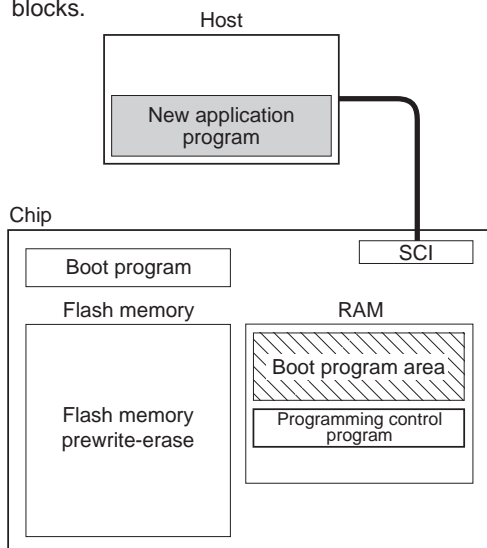 blocks.
Host
New application
program
Chip
SCI
Boot program
Flash memory
RAM
Boot program area
Flash memory
prewrite-erase
Programming control
program